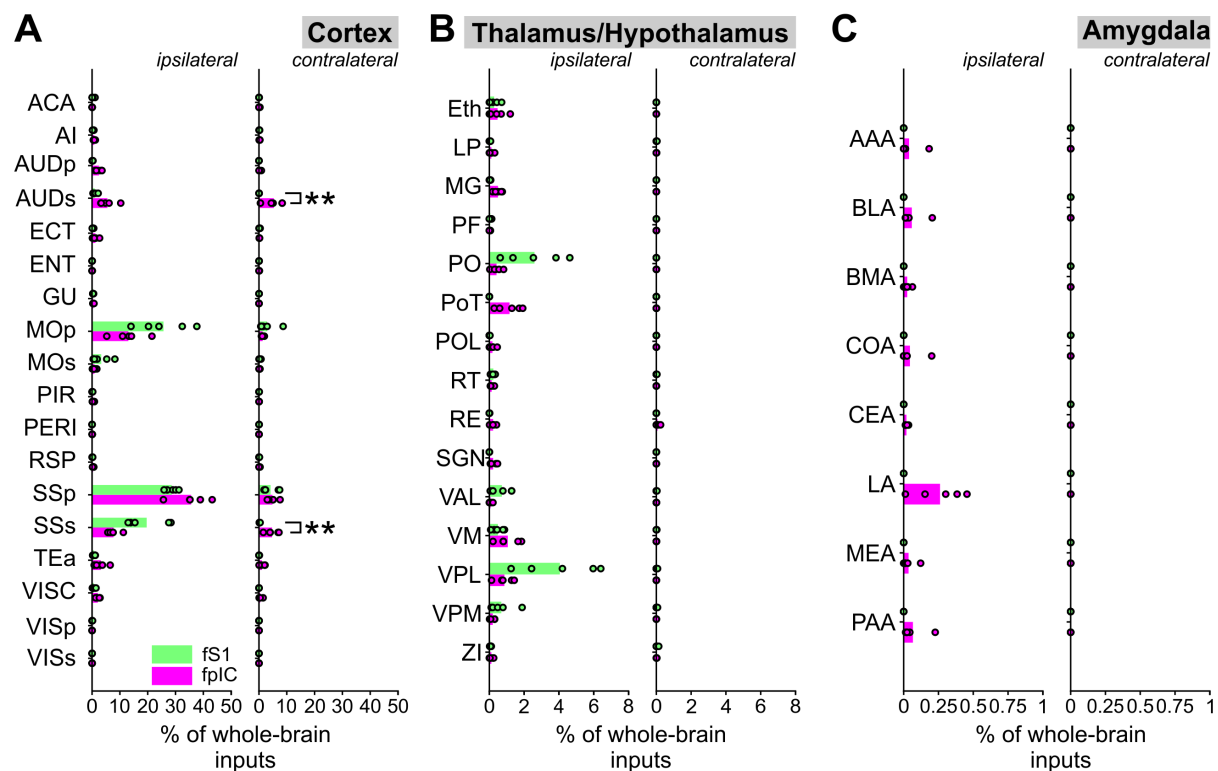 A
Cortex
ipsilateral
contralateral
ACA
AI
AUDp
AUDs
**
ECT
ENT
GU
MOp
MOs
PIR
PERI
RSP
SSp
SSs
**
TEa
VISC
VISp
VISs
fS1
fpIC
0 10 20 30 40 50
0 10 20 30 40 50
% of whole-brain
inputs
B
Thalamus/Hypothalamus
ipsilateral
contralateral
Eth
LP
MG
PF
PO
PoT
POL
RT
RE
SGN
VAL
VM
VPL
VPM
ZI
0 2 4 6 8
0 2 4 6 8
% of whole-brain
inputs
C
Amygdala
ipsilateral
contralateral
AAA
BLA
BMA
COA
CEA
LA
MEA
PAA
0 0.25 0.5 0.75 1
0 0.25 0.5 0.75 1
% of whole-brain
inputs